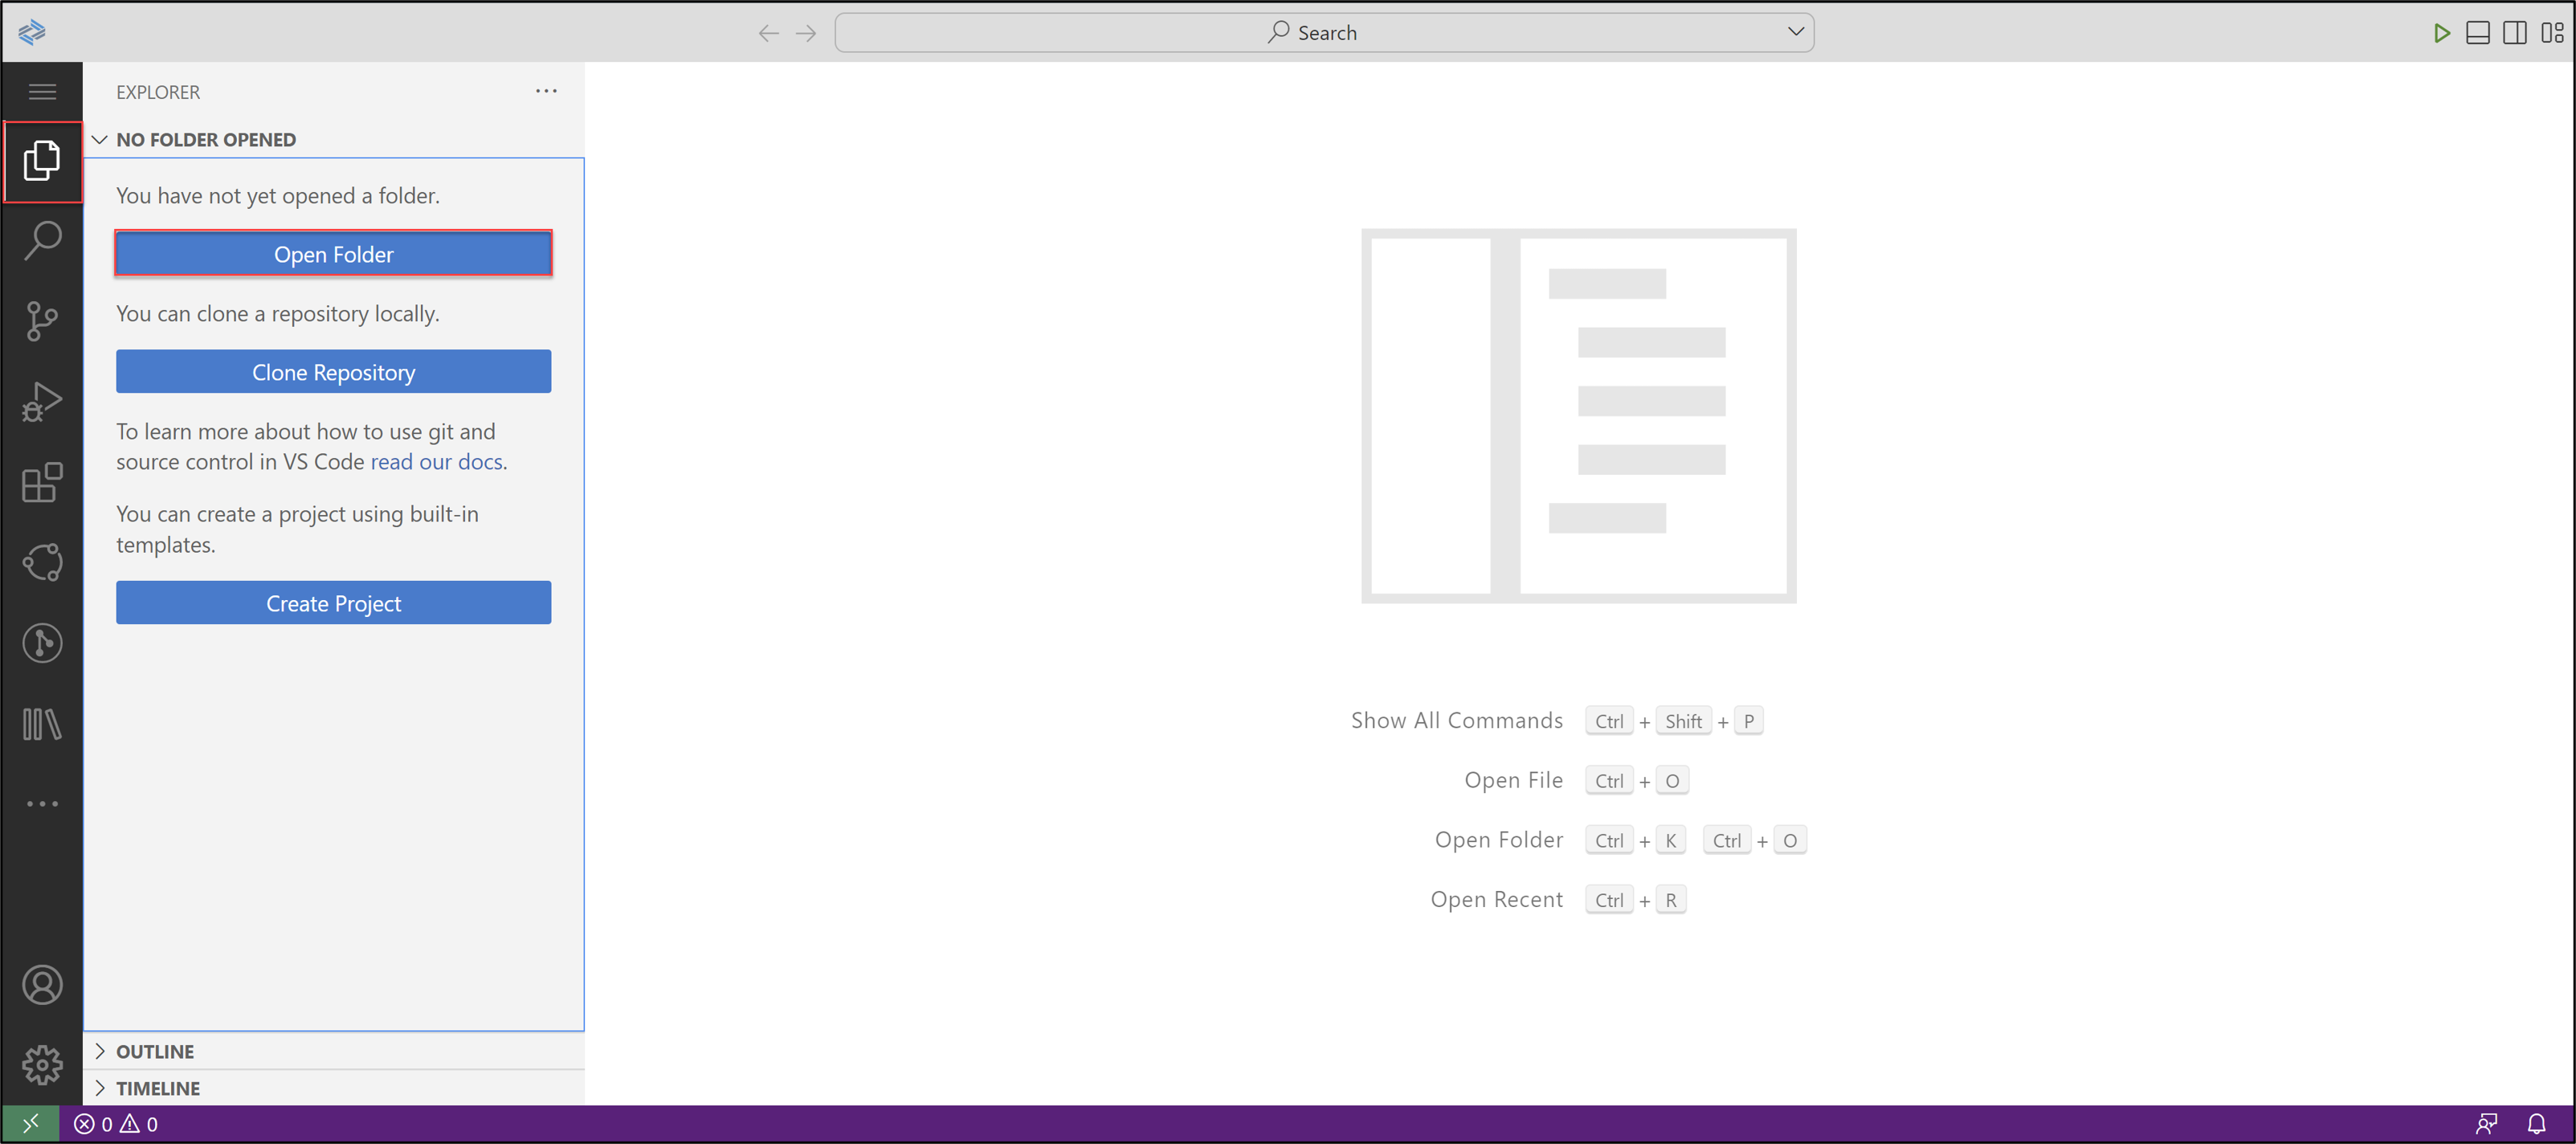 Search
EXPLORER
NO FOLDER OPENED
You have not yet opened a folder.
Open Folder
You can clone a repository locally.
Clone Repository
To learn more about how to use git and
source control in VS Code read our docs.
You can create a project using built-in
templates.
Create Project
OUTLINE
TIMELINE
Show All Commands Ctrl + Shift + P
Open File Ctrl + O
Open Folder Ctrl + K Ctrl + O
Open Recent Ctrl + R
0 0